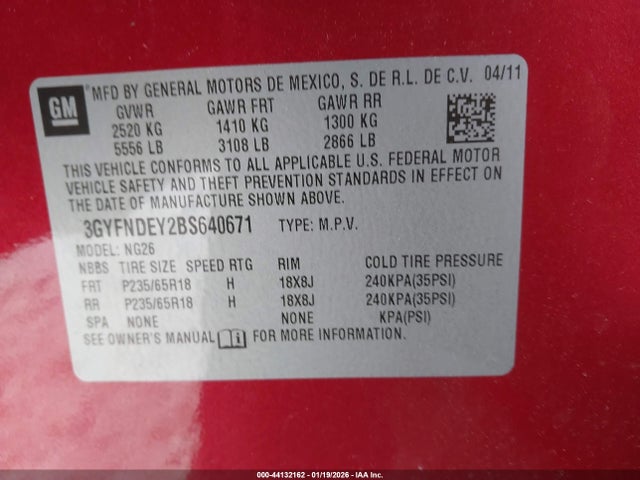 GM
MFD BY GENERAL MOTORS DE MEXICO, S. DE R.L. DE C.V. 04/11
GVWR GAWR FRT GAWR RR
2520 KG 1410 KG 1300 KG
5556 LB 3108 LB 2866 LB
THIS VEHICLE CONFORMS TO ALL APPLICABLE U.S. FEDERAL MOTOR
VEHICLE SAFETY AND THEFT PREVENTION STANDARDS IN EFFECT ON
THE DATE OF MANUFACTURE SHOWN ABOVE.
3GYFNDEY2BS640671 TYPE: M.P.V.
MODEL: NG26
NBBS TIRE SIZE SPEED RTG RIM COLD TIRE PRESSURE
FRT P235/65R18 H 18X8J 240KPA(35PSI)
RR P235/65R18 H 18X8J 240KPA(35PSI)
SPA NONE NONE KPA(PSI)
SEE OWNER'S MANUAL i FOR MORE INFORMATION.
000-44132162 - 01/19/2026 - IAA Inc.